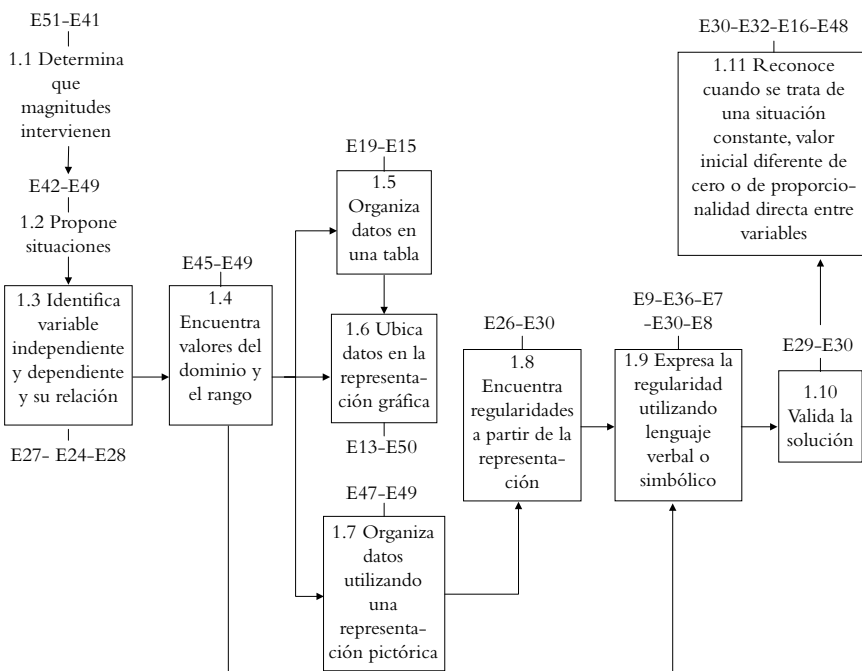 E51-E41
1.1 Determina
que
magnitudes
intervienen
E42-E49
1.2 Propone
situaciones
1.3 Identifica
variable
independiente
y dependiente
y su relación
E27- E24-E28
E45-E49
1.4
Encuentra
valores del
dominio y
el rango
E19-E15
1.5
Organiza
datos en
una tabla
1.6 Ubica
datos en la
representa-
ción gráfica
E13-E50
E47-E49
1.7 Organiza
datos
utilizando
una
representa-
ción pictórica
E26-E30
1.8
Encuentra
regularidades
a partir de la
representa-
ción
E9-E36-E7
-E30-E8
1.9 Expresa la
regularidad
utilizando
lenguaje
verbal o
simbólico
E29-E30
1.10
Valida la
solución
E30-E32-E16-E48
1.11 Reconoce
cuando se trata de
una situación
constante, valor
inicial diferente de
cero o de proporcio-
nalidad directa entre
variables